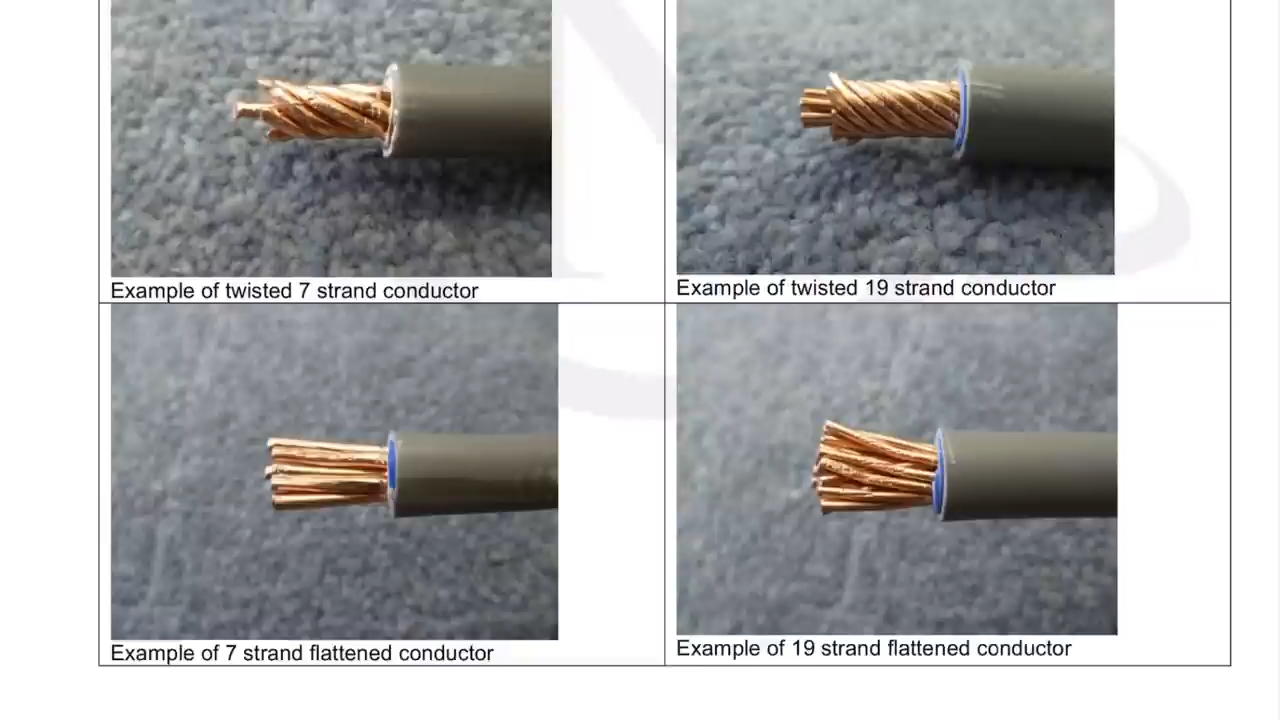 Example of twisted 7 strand conductor
Example of twisted 19 strand conductor
Example of 7 strand flattened conductor
Example of 19 strand flattened conductor